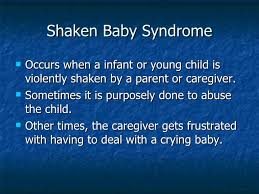 Shaken Baby Syndrome
Occurs when a infant or young child is
violently shaken by a parent or caregiver.
Sometimes it is purposely done to abuse
the child.
Other times, the caregiver gets frustrated
with having to deal with a crying baby.